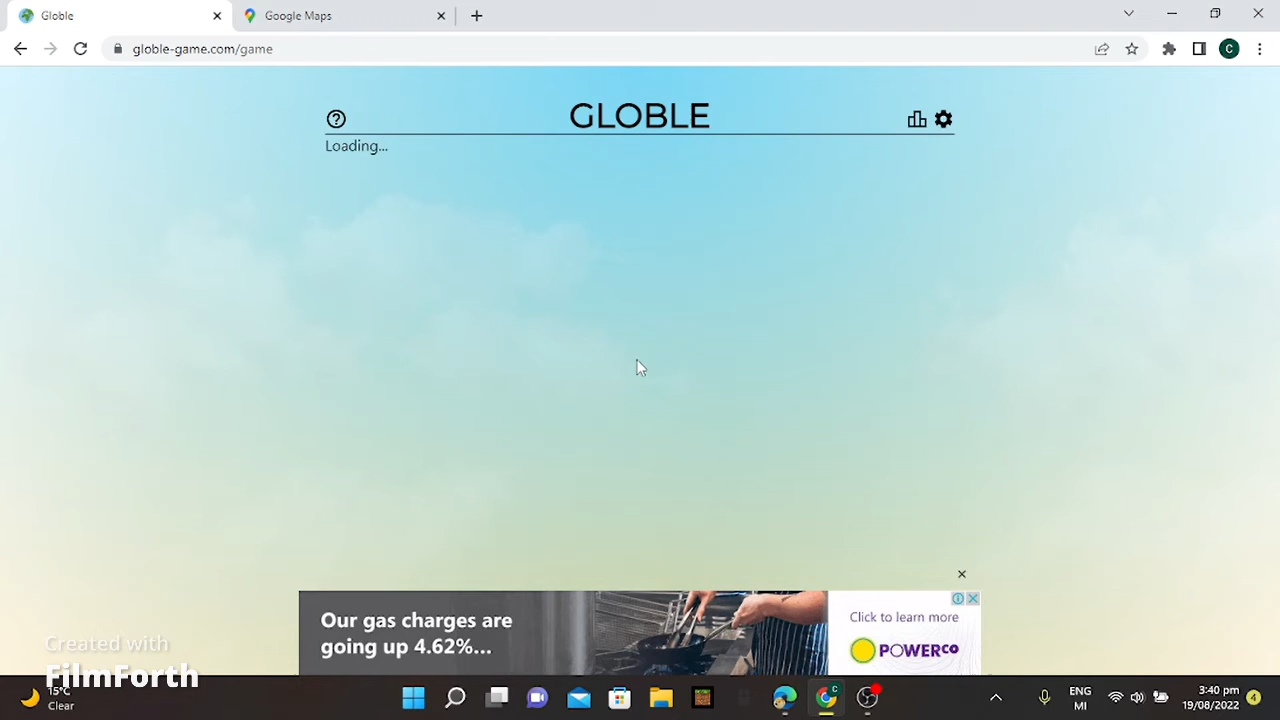 Globle
Google Maps
globle-game.com/game
C
GLOBLE
Loading...
Our gas charges are
going up 4.62%...
Click to learn more
POWERCO
Created with
FilmForth
15°C
Clear
C
ENG
MI
3:40 pm
19/08/2022
4